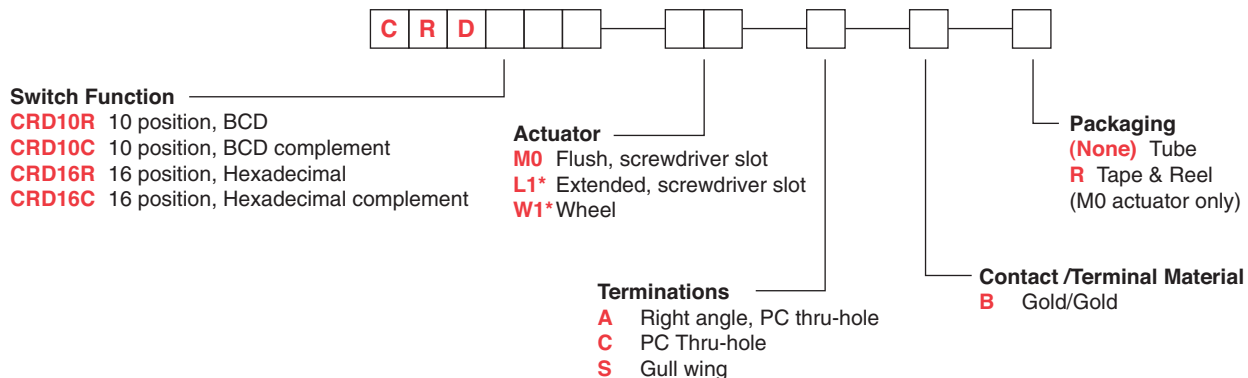 C R D
Switch Function
CRD10R 10 position, BCD
CRD10C 10 position, BCD complement
CRD16R 16 position, Hexadecimal
CRD16C 16 position, Hexadecimal complement
Actuator
M0 Flush, screwdriver slot
L1* Extended, screwdriver slot
W1* Wheel
Terminations
A Right angle, PC thru-hole
C PC Thru-hole
S Gull wing
Contact /Terminal Material
B Gold/Gold
Packaging
(None) Tube
R Tape & Reel
(M0 actuator only)